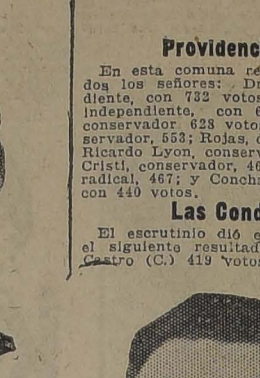 Providenc
En esta comuna re
dos los señores: Dr
diente, con 732 votos
independiente, con 6
conservador 628 voto
servador, 553; Rojas, c
Ricardo Lyon, conserv
Cristi, conservador, 46
radical, 467; y Concha
con 440 votos.
Las Cond
El escrutinio dió e
el siguiente resultad
Castro (C.) 419 votos